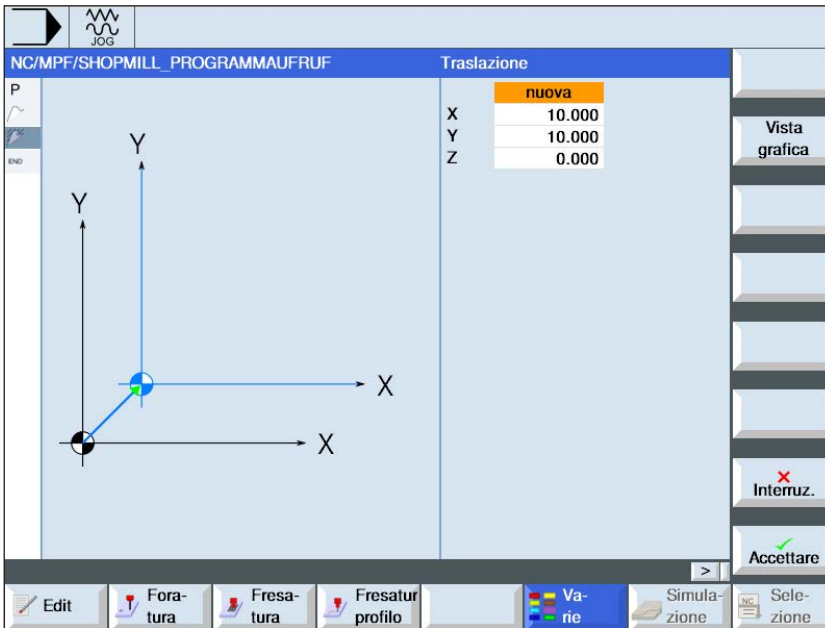 JOG
NC/MPF/SHOPMILL_PROGRAMMAUFRUF
Traslazione
P
END
nuova
X 10.000
Y 10.000
Z 0.000
Y
Y
X
X
Vista
grafica
Interruz.
Accettare
>
Edit
Fora-
tura
Fresa-
tura
Fresatur
profilo
Va-
rie
Simula-
zione
NC
Sele-
zione